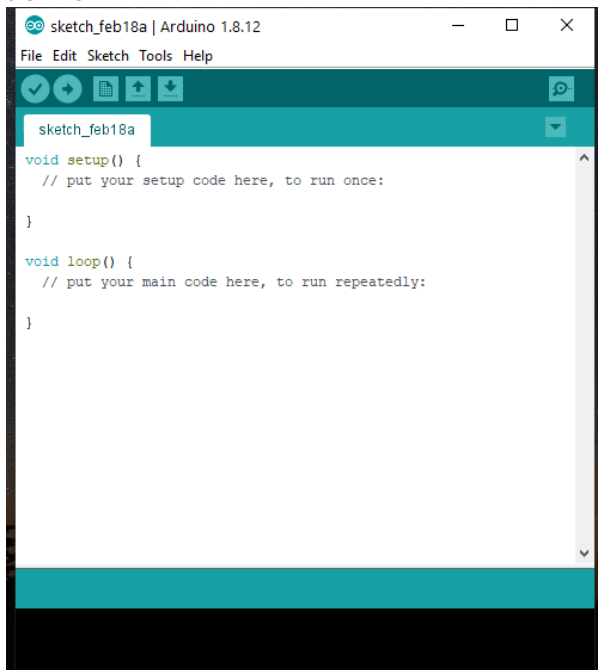 sketch_feb18a | Arduino 1.8.12
File Edit Sketch Tools Help
sketch_feb18a
void setup() {
  // put your setup code here, to run once:
}
void loop() {
  // put your main code here, to run repeatedly:
}